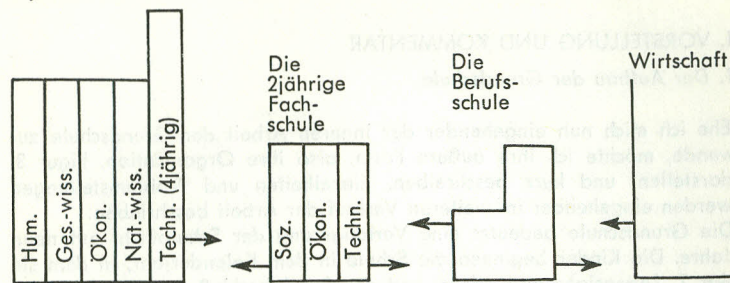 Hum.
Ges.-wiss.
Ökon.
Nat.-wiss.
Techn. (4jährig)
Die
2jährige
Fach-
schule
Soz.
Ökon.
Techn.
Die
Berufs-
schule
Wirtschaft